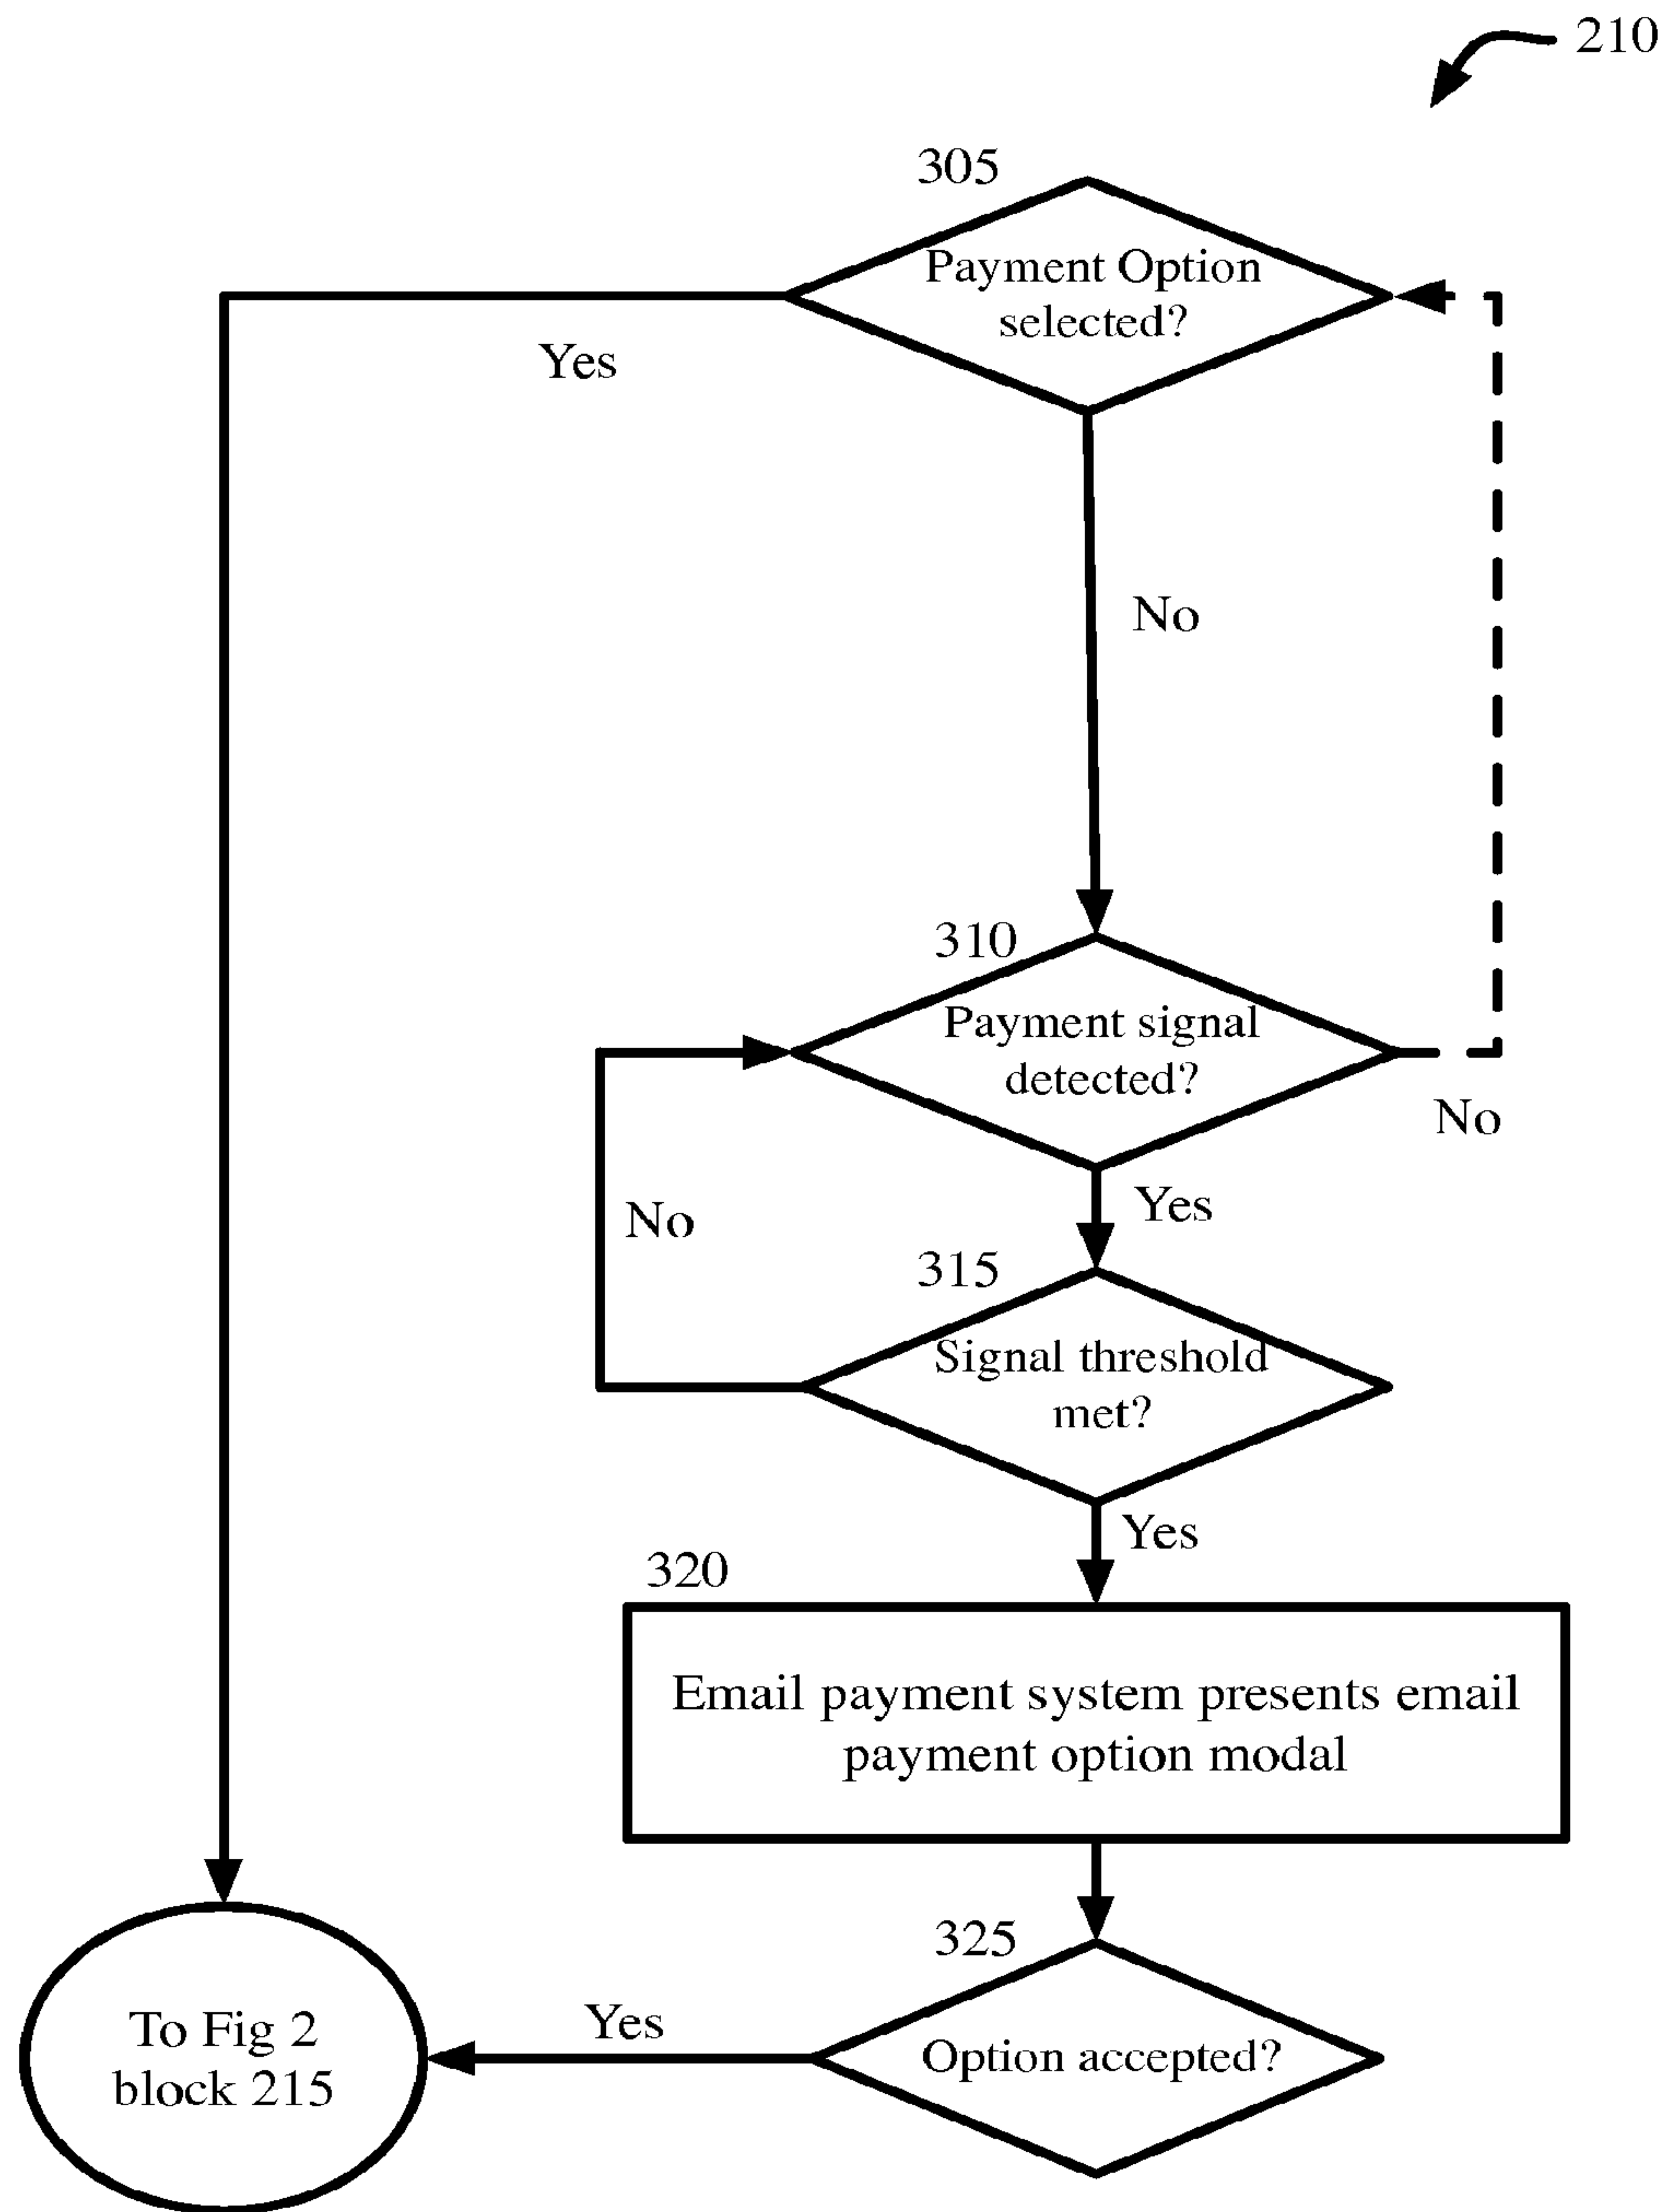 210
305
Payment Option
selected?
Yes
No
310
Payment signal
detected?
No
Yes
No
315
Signal threshold
met?
Yes
320
Email payment system presents email
payment option modal
325
Option accepted?
Yes
To Fig 2
block 215